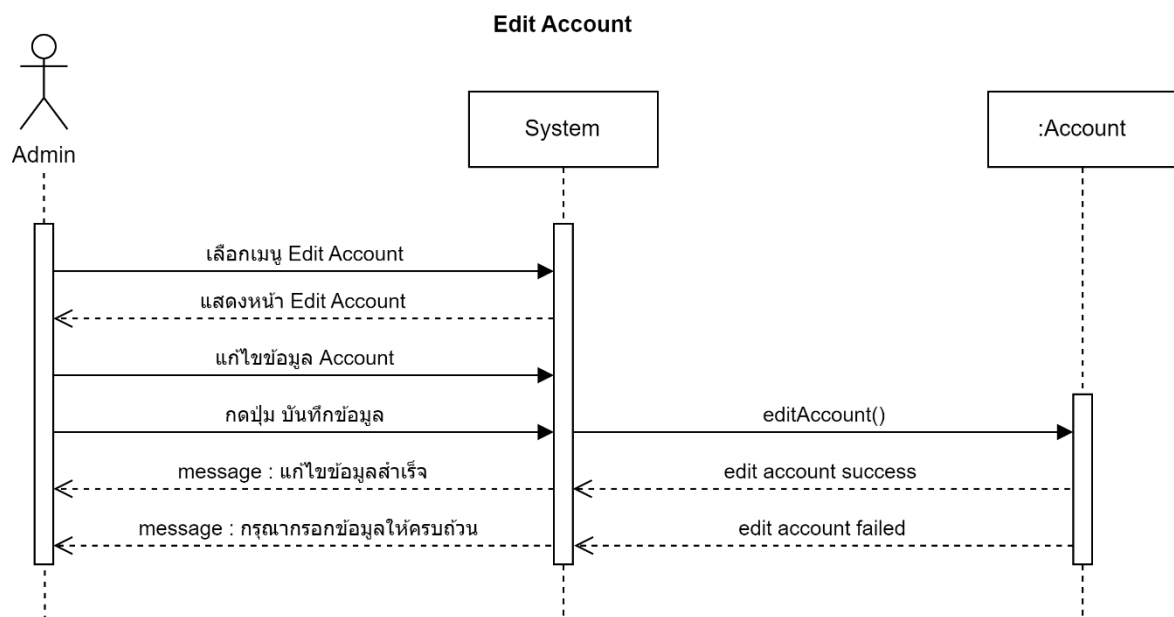 Edit Account
Admin
System
:Account
เลือกเมนู Edit Account
แสดงหน้า Edit Account
แก้ไขข้อมูล Account
กดปุ่ม บันทึกข้อมูล
editAccount()
message : แก้ไขข้อมูลสำเร็จ
edit account success
message : กรุณากรอกข้อมูลให้ครบถ้วน
edit account failed